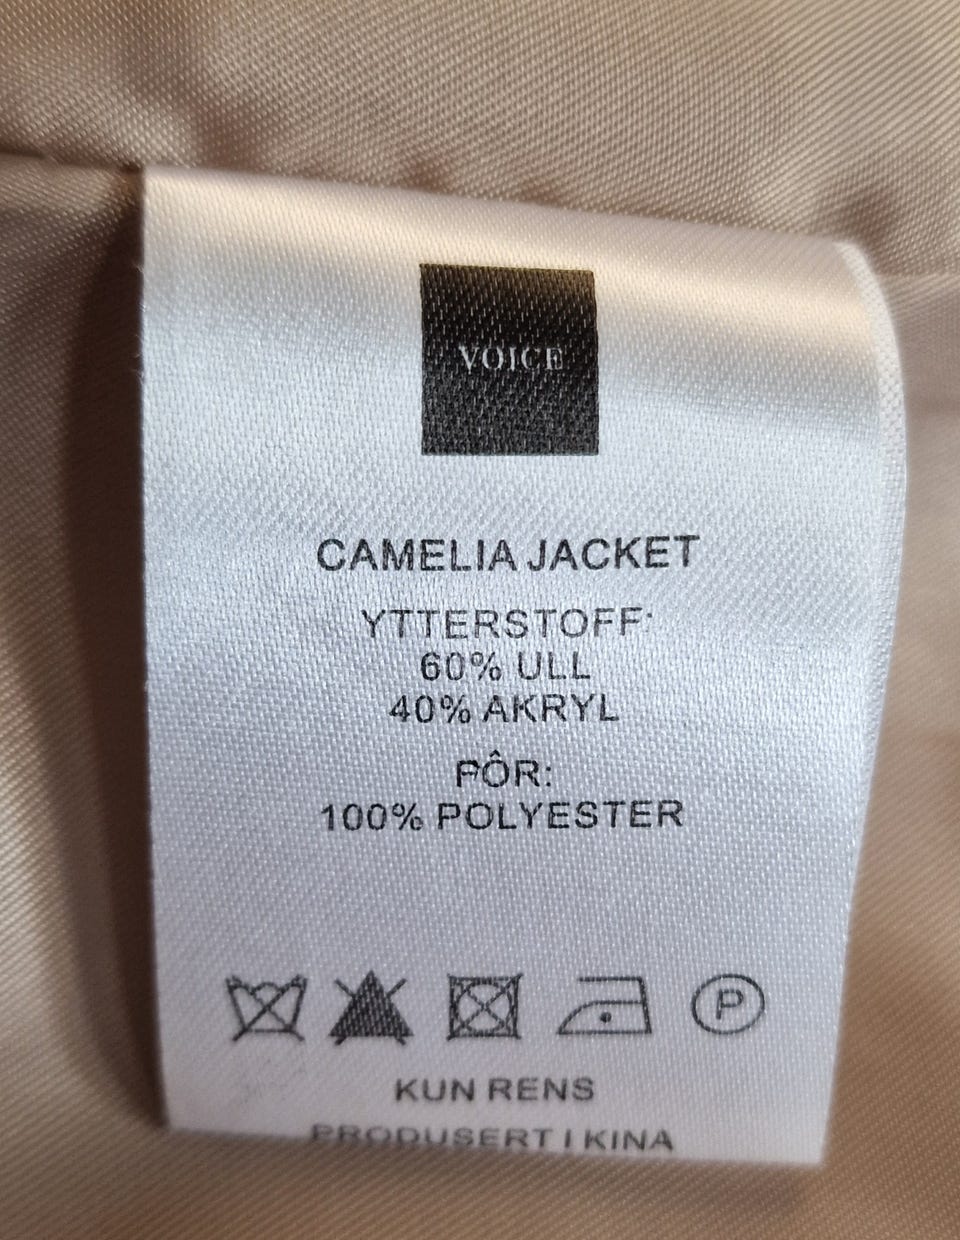 VOICE
CAMELIA JACKET
YTTERSTOFF:
60% ULL
40% AKRYL
FÔR:
100% POLYESTER
P
KUN RENS
PRODUSERT I KINA